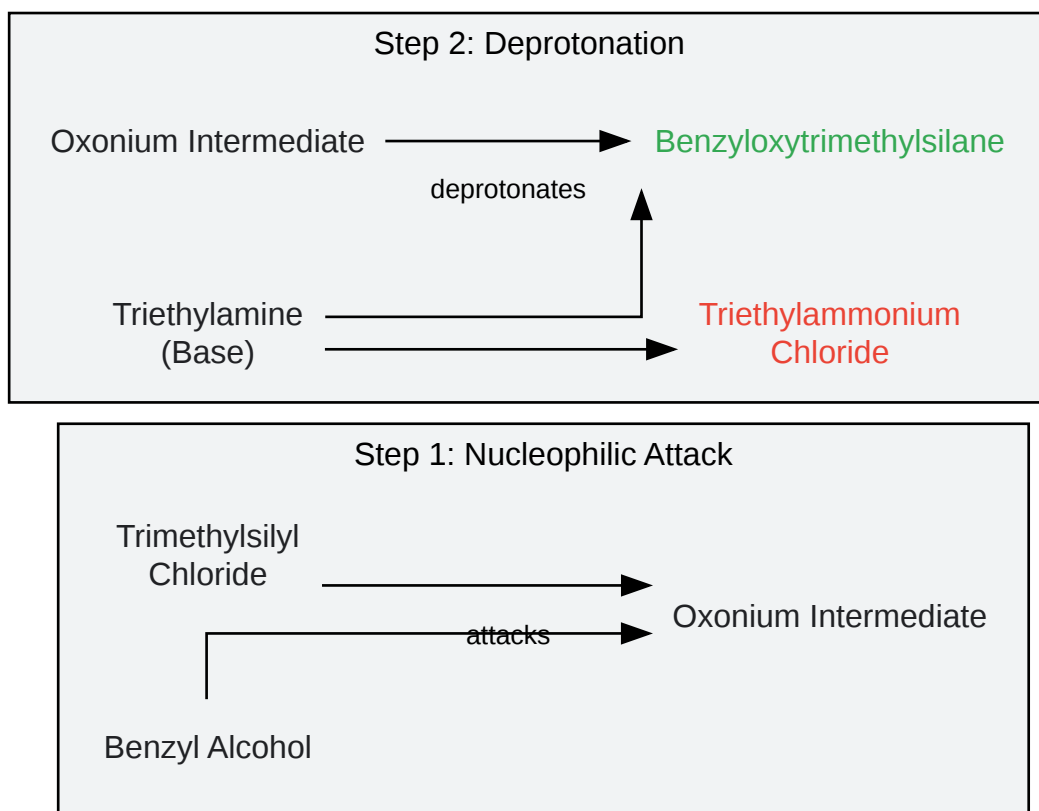 Step 2: Deprotonation
Oxonium Intermediate
Benzyloxytrimethylsilane
deprotonates
Triethylamine
(Base)
Triethylammonium
Chloride
Step 1: Nucleophilic Attack
Trimethylsilyl
Chloride
Oxonium Intermediate
attacks
Benzyl Alcohol